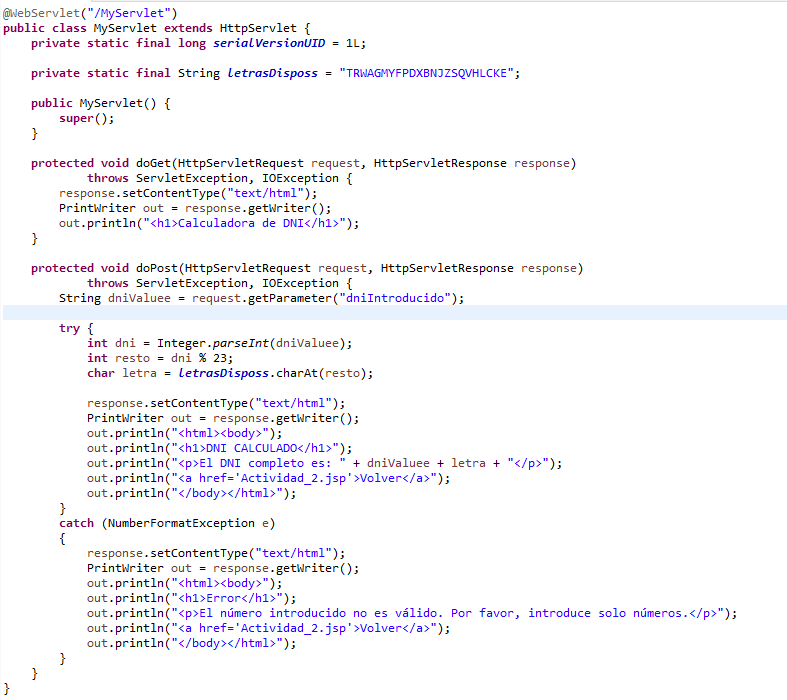 @WebServlet("/MyServlet")
public class MyServlet extends HttpServlet {
    private static final long serialVersionUID = 1L;
    private static final String letrasDisposs = "TRWAGMYFPDXBNJZSQVHLCKE";
    public MyServlet() {
        super();
    }
    protected void doGet(HttpServletRequest request, HttpServletResponse response)
            throws ServletException, IOException {
        response.setContentType("text/html");
        PrintWriter out = response.getWriter();
        out.println("<h1>Calculadora de DNI</h1>");
    }
    protected void doPost(HttpServletRequest request, HttpServletResponse response)
            throws ServletException, IOException {
        String dniValuee = request.getParameter("dniIntroducido");
        try {
            int dni = Integer.parseInt(dniValuee);
            int resto = dni % 23;
            char letra = letrasDisposs.charAt(resto);
            response.setContentType("text/html");
            PrintWriter out = response.getWriter();
            out.println("<html><body>");
            out.println("<h1>DNI CALCULADO</h1>");
            out.println("<p>El DNI completo es: " + dniValuee + letra + "</p>");
            out.println("<a href='Actividad_2.jsp'>Volver</a>");
            out.println("</body></html>");
        }
        catch (NumberFormatException e)
        {
            response.setContentType("text/html");
            PrintWriter out = response.getWriter();
            out.println("<html><body>");
            out.println("<h1>Error</h1>");
            out.println("<p>El número introducido no es válido. Por favor, introduce solo números.</p>");
            out.println("<a href='Actividad_2.jsp'>Volver</a>");
            out.println("</body></html>");
        }
    }
}